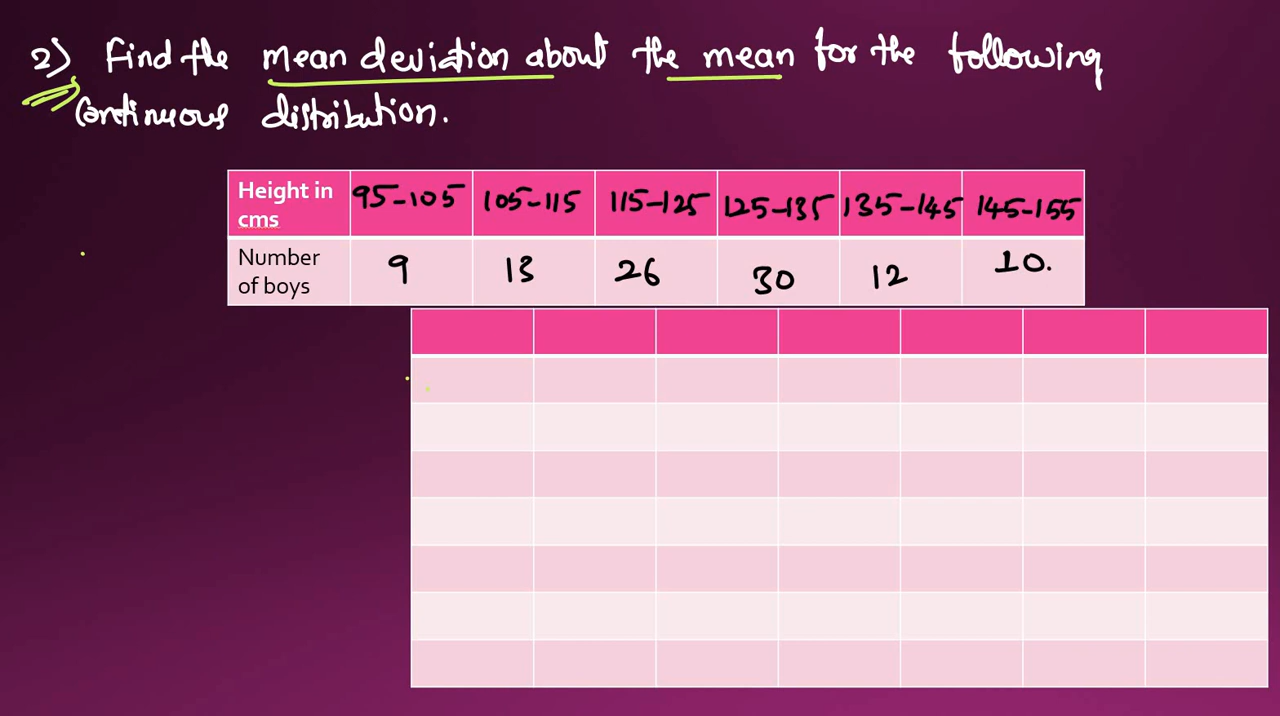 2) Find the mean deviation about the mean for the following
continuous distribution.
Height in cms 95-105 105-115 115-125 125-135 135-145 145-155
Number of boys 9 13 26 30 12 10.